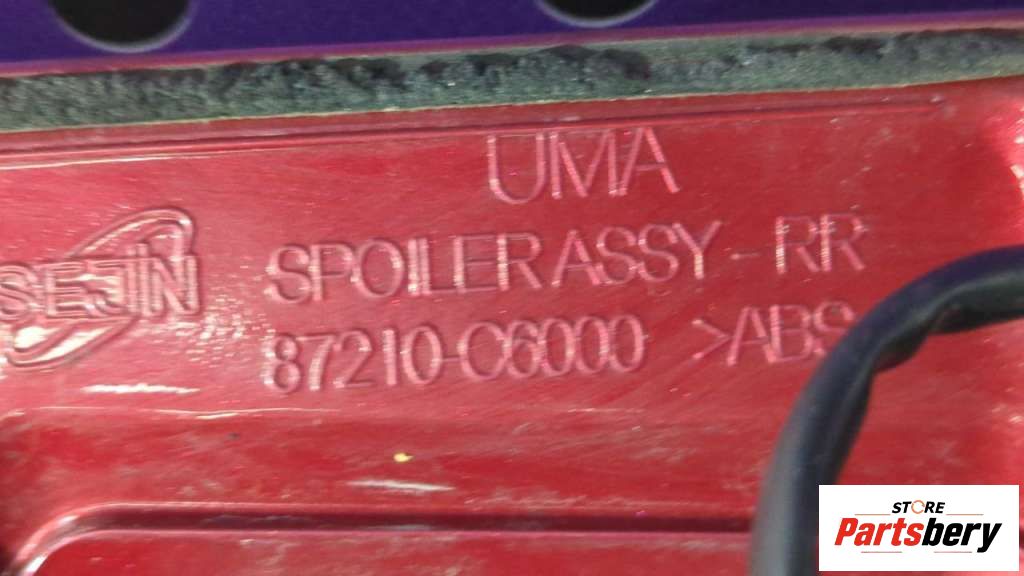 UMA
SEJIN
SPOILER ASSY - RR
87210-C6000 >ABS
STORE
Partsbery